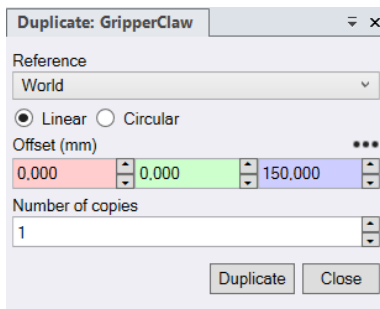 Duplicate: GripperClaw
Reference
World
Linear Circular
Offset (mm)
0,000 0,000 150,000
Number of copies
1
Duplicate Close